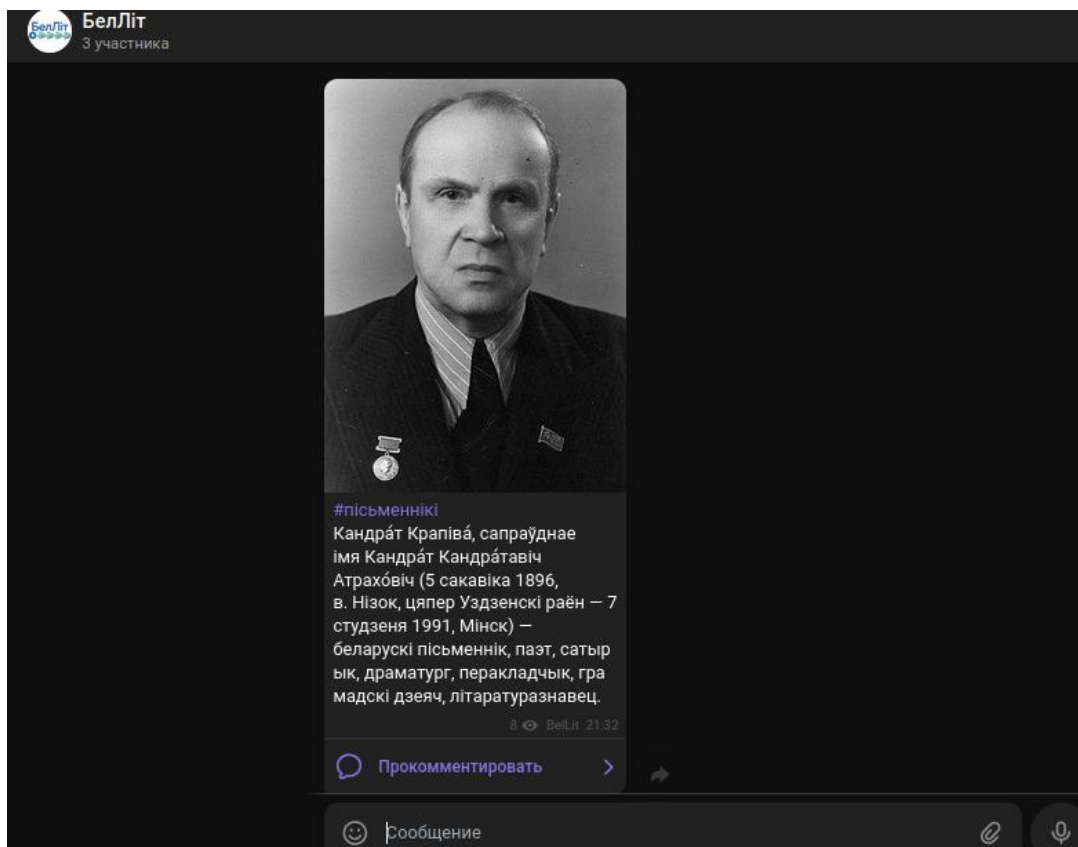 БелЛіт
БелЛіт
3 участника
#пісьменнікі
Кандра́т Крапіва́, сапраўднае
імя Кандра́т Кандра́тавіч
Атрахо́віч (5 сакавіка 1896,
в. Нізок, цяпер Уздзенскі раён — 7
студзеня 1991, Мінск) —
беларускі пісьменнік, паэт, сатыр
ык, драматург, перакладчык, гра
мадскі дзеяч, літаратуразнавец.
8 BelLit 21:32
Прокомментировать
Сообщение